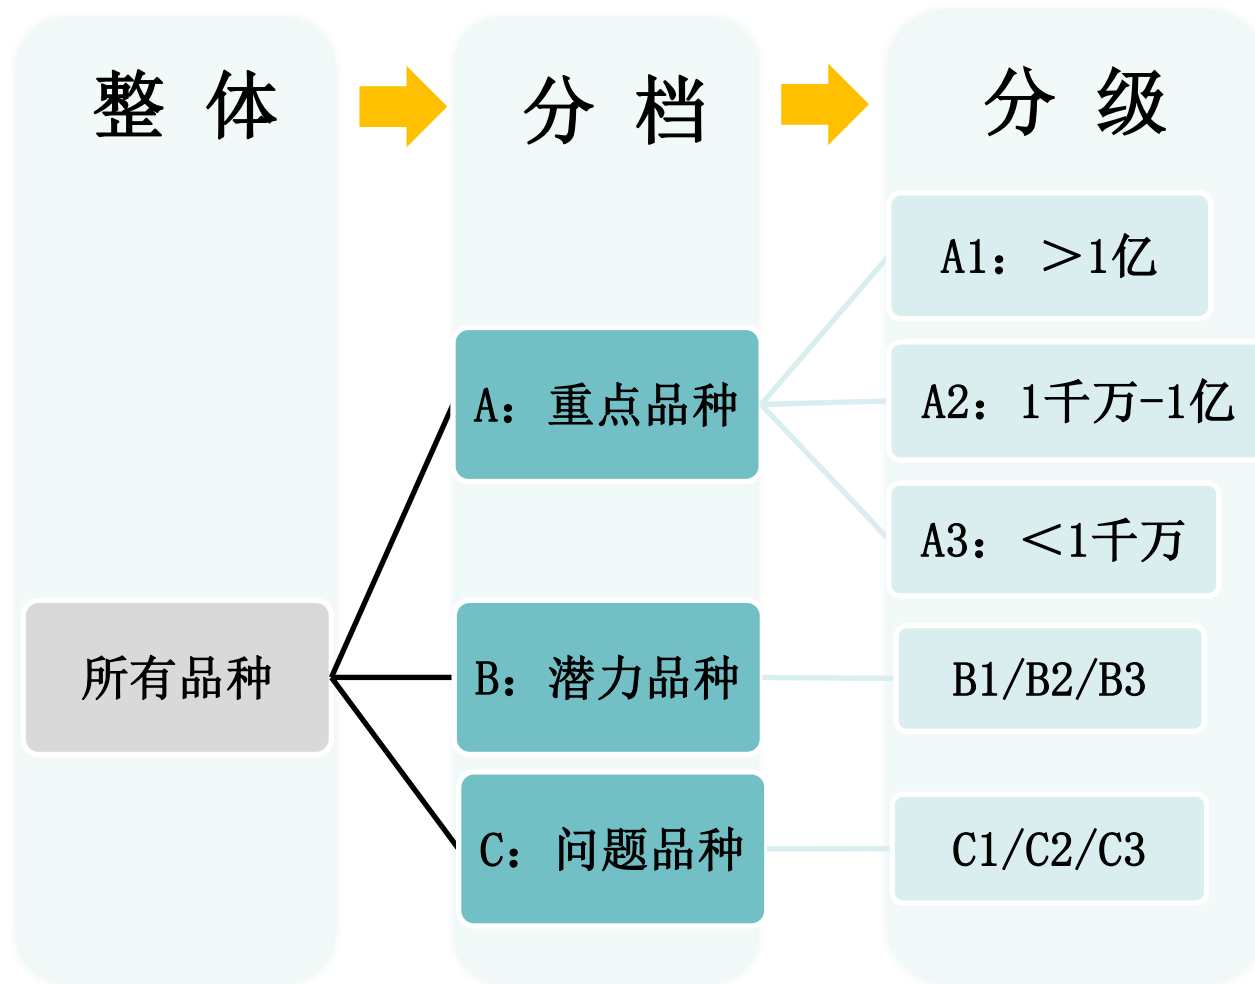 整 体
分 档
分 级
A1：＞1亿
A：重点品种
A2：1千万-1亿
A3：＜1千万
所有品种
B：潜力品种
B1/B2/B3
C：问题品种
C1/C2/C3